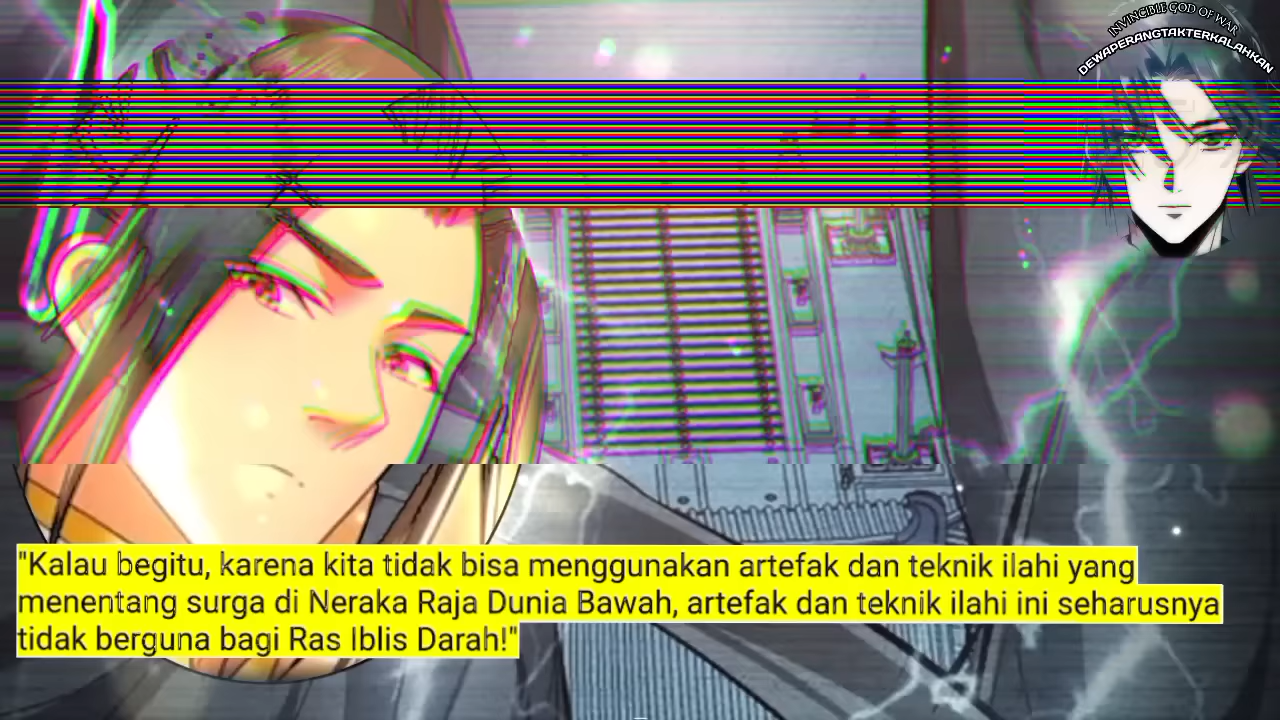 INVINCIBLE GOD OF WAR
DEWAPERANGTAKTERKALAHKAN
"Kalau begitu, karena kita tidak bisa menggunakan artefak dan teknik ilahi yang
menentang surga di Neraka Raja Dunia Bawah, artefak dan teknik ilahi ini seharusnya
tidak berguna bagi Ras Iblis Darah!"